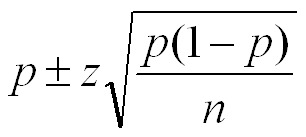 p ± z√(p(1 − p)/n)